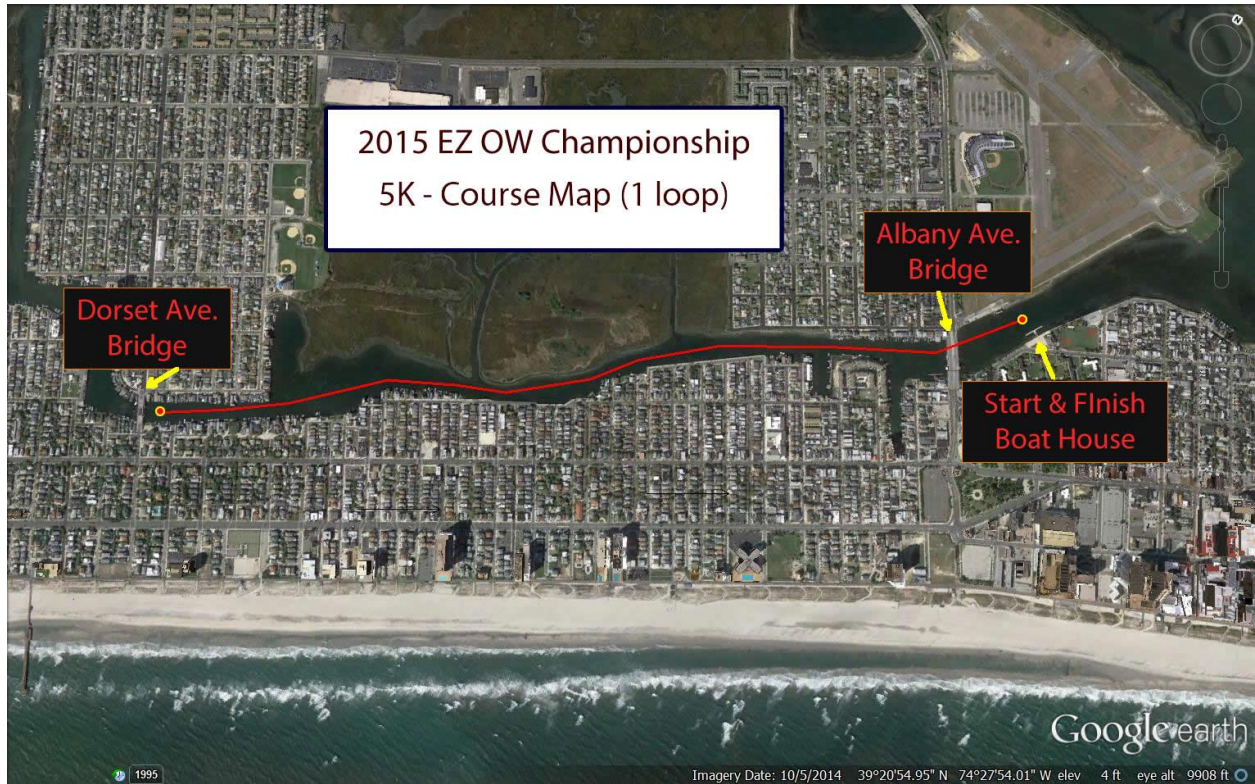 2015 EZ OW Championship
5K - Course Map (1 loop)
Albany Ave.
Bridge
Dorset Ave.
Bridge
Start & FInish
Boat House
Google earth
1995
Imagery Date: 10/5/2014 39°20'54.95" N 74°27'54.01" W elev 4 ft eye alt 9908 ft
N